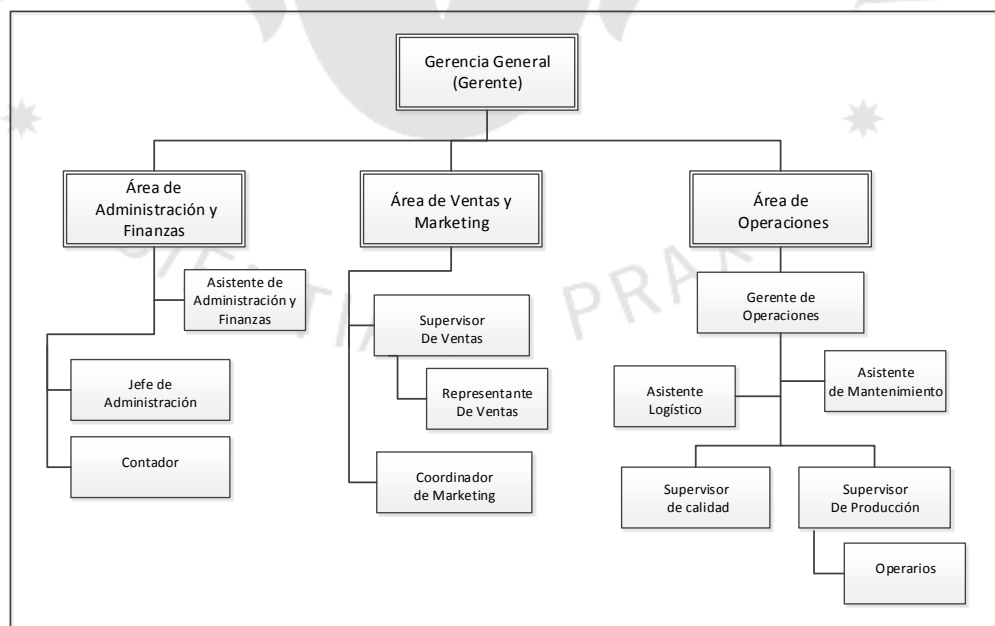 Gerencia General
(Gerente)
Área de
Administración y
Finanzas
Área de Ventas y
Marketing
Área de
Operaciones
Asistente de
Administración y
Finanzas
Jefe de
Administración
Contador
Supervisor
De Ventas
Representante
De Ventas
Coordinador
de Marketing
Gerente de
Operaciones
Asistente
Logístico
Asistente
de Mantenimiento
Supervisor
de calidad
Supervisor
De Producción
Operarios